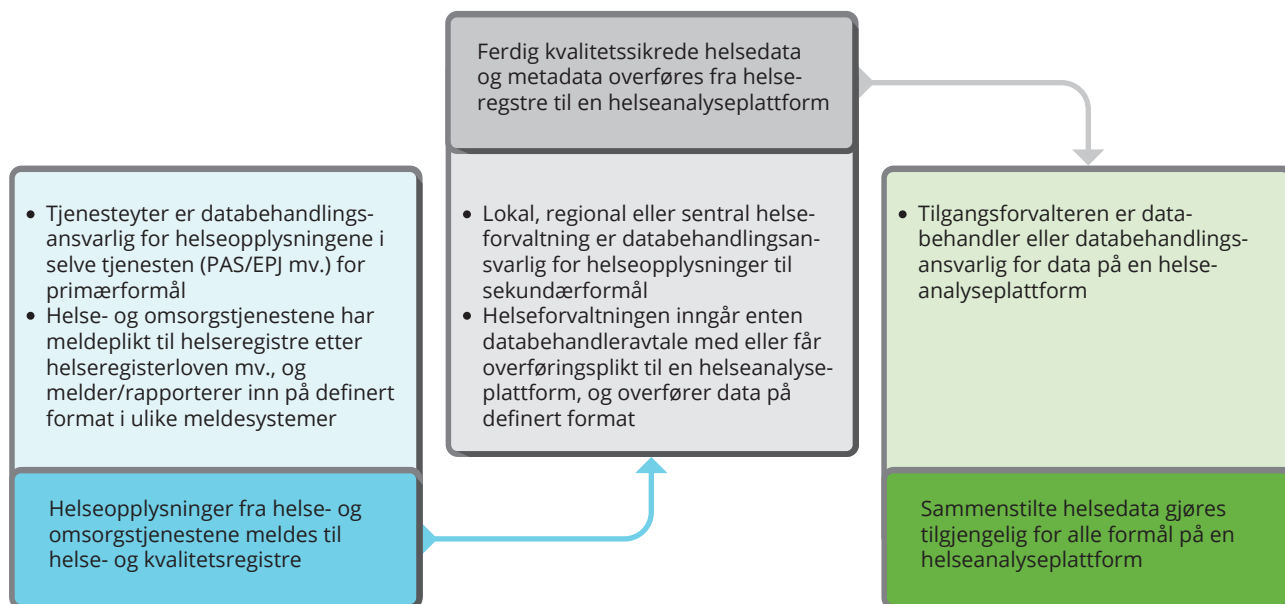 Ferdig kvalitetssikrede helsedata
og metadata overføres fra helse-
regstre til en helseanalyseplattform
• Tjenesteyter er databehandlings-
ansvarlig for helseopplysningene i
selve tjenesten (PAS/EPJ mv.) for
primærformål
• Helse- og omsorgstjenestene har
meldeplikt til helseregistre etter
helseregisterloven mv., og
melder/rapporterer inn på definert
format i ulike meldesystemer
Helseopplysninger fra helse- og
omsorgstjenestene meldes til
helse- og kvalitetsregistre
• Lokal, regional eller sentral helse-
forvaltning er databehandlingsan-
svarlig for helseopplysninger til
sekundærformål
• Helseforvaltningen inngår enten
databehandleravtale med eller får
overføringsplikt til en helseanalyse-
plattform, og overfører data på
definert format
• Tilgangsforvalteren er data-
behandler eller databehandlings-
ansvarlig for data på en helse-
analyseplattform
Sammenstilte helsedata gjøres
tilgjengelig for alle formål på en
helseanalyseplattform